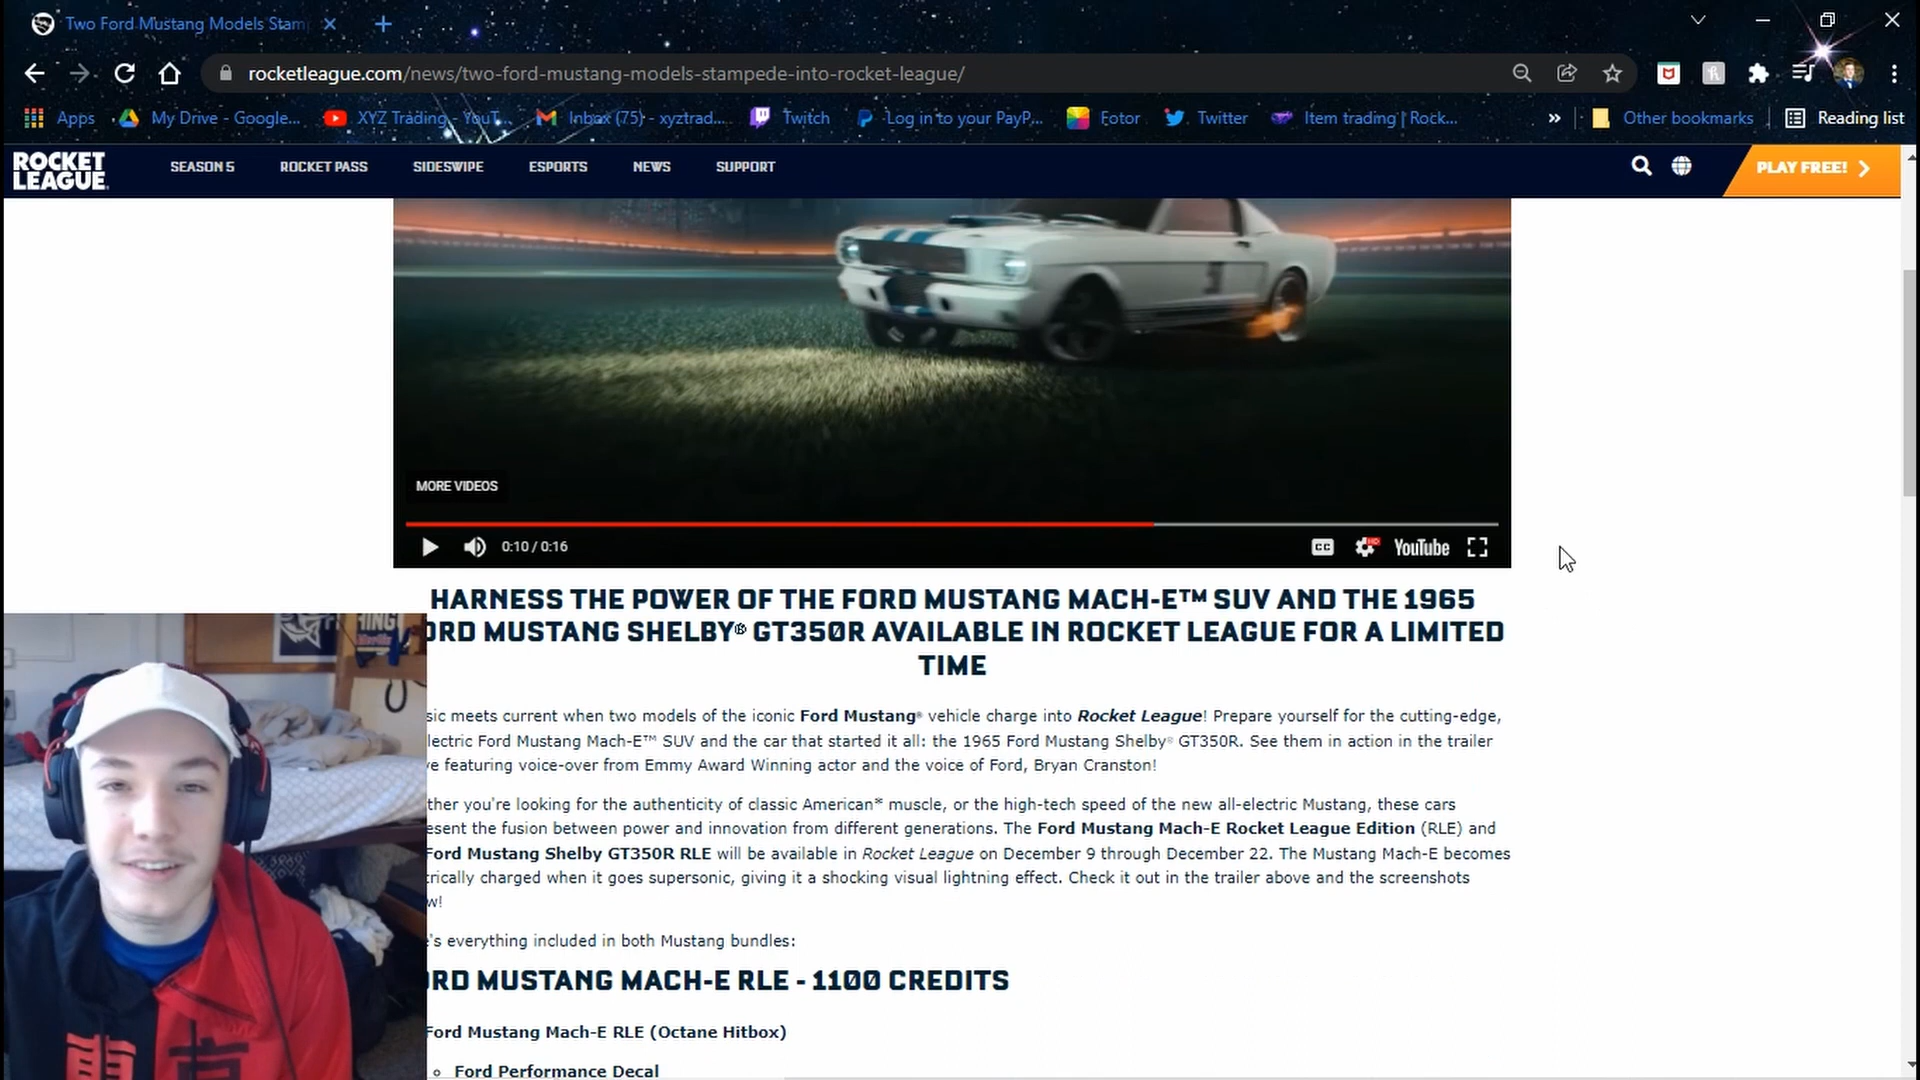 Two Ford Mustang Models Stam
rocketleague.com/news/two-ford-mustang-models-stampede-into-rocket-league/
Apps My Drive - Google... XYZ Trading - YouT... Inbox (75) - xyztrad... Twitch Log in to your PayP... Fotor Twitter Item trading | Rock... » Other bookmarks Reading list
ROCKET LEAGUE SEASON 5 ROCKET PASS SIDESWIPE ESPORTS NEWS SUPPORT PLAY FREE!
MORE VIDEOS
0:10 / 0:16 CC HD YouTube
HARNESS THE POWER OF THE FORD MUSTANG MACH-E™ SUV AND THE 1965
ORD MUSTANG SHELBY® GT350R AVAILABLE IN ROCKET LEAGUE FOR A LIMITED
TIME
sic meets current when two models of the iconic Ford Mustang® vehicle charge into Rocket League! Prepare yourself for the cutting-edge,
lectric Ford Mustang Mach-E™ SUV and the car that started it all: the 1965 Ford Mustang Shelby® GT350R. See them in action in the trailer
ve featuring voice-over from Emmy Award Winning actor and the voice of Ford, Bryan Cranston!
ther you're looking for the authenticity of classic American* muscle, or the high-tech speed of the new all-electric Mustang, these cars
esent the fusion between power and innovation from different generations. The Ford Mustang Mach-E Rocket League Edition (RLE) and
Ford Mustang Shelby GT350R RLE will be available in Rocket League on December 9 through December 22. The Mustang Mach-E becomes
trically charged when it goes supersonic, giving it a shocking visual lightning effect. Check it out in the trailer above and the screenshots
w!
e's everything included in both Mustang bundles:
ORD MUSTANG MACH-E RLE - 1100 CREDITS
Ford Mustang Mach-E RLE (Octane Hitbox)
Ford Performance Decal
東京